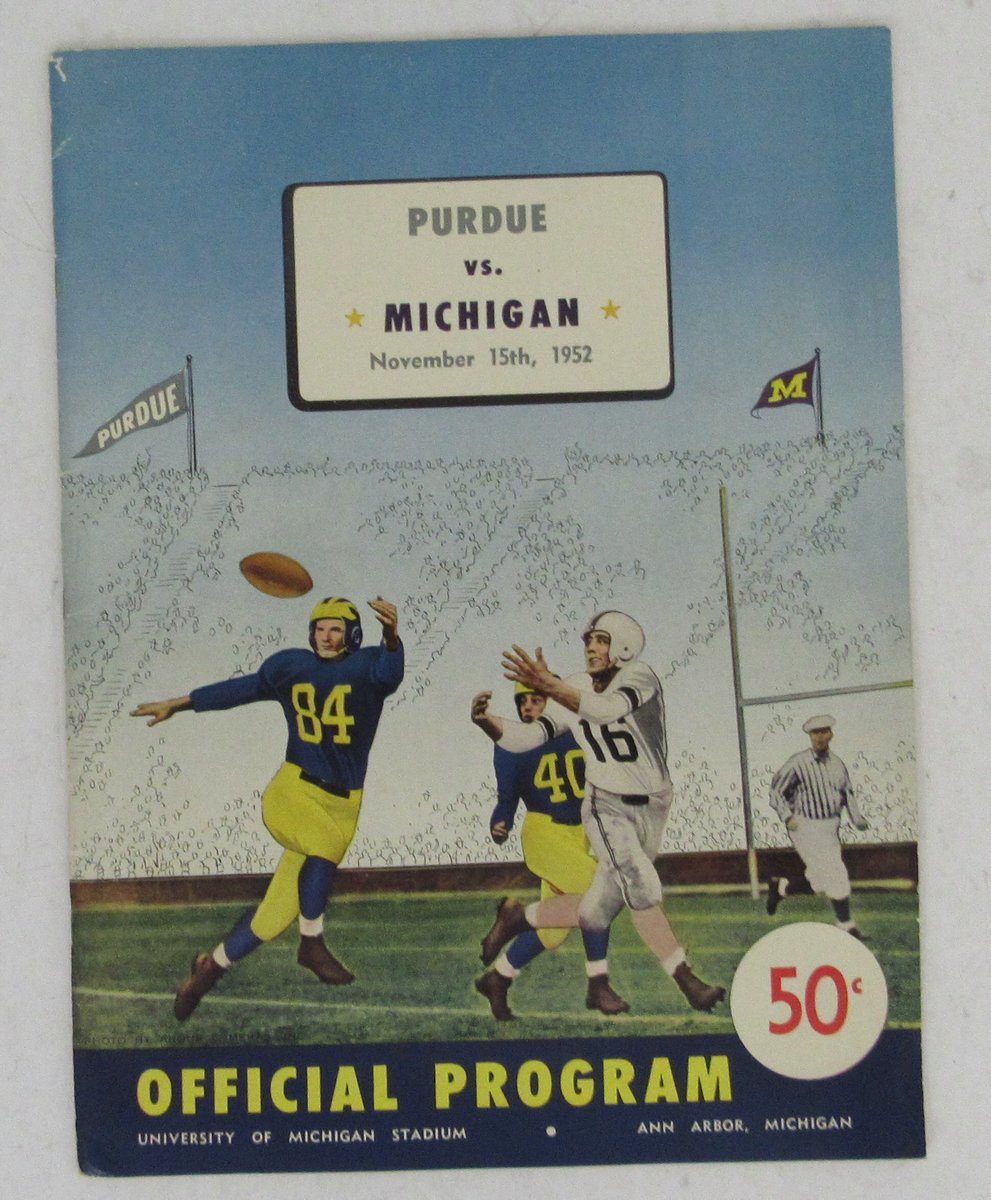 PURDUE
vs.
MICHIGAN
November 15th, 1952
PURDUE
M
84
40
16
50c
OFFICIAL PROGRAM
UNIVERSITY OF MICHIGAN STADIUM • ANN ARBOR, MICHIGAN